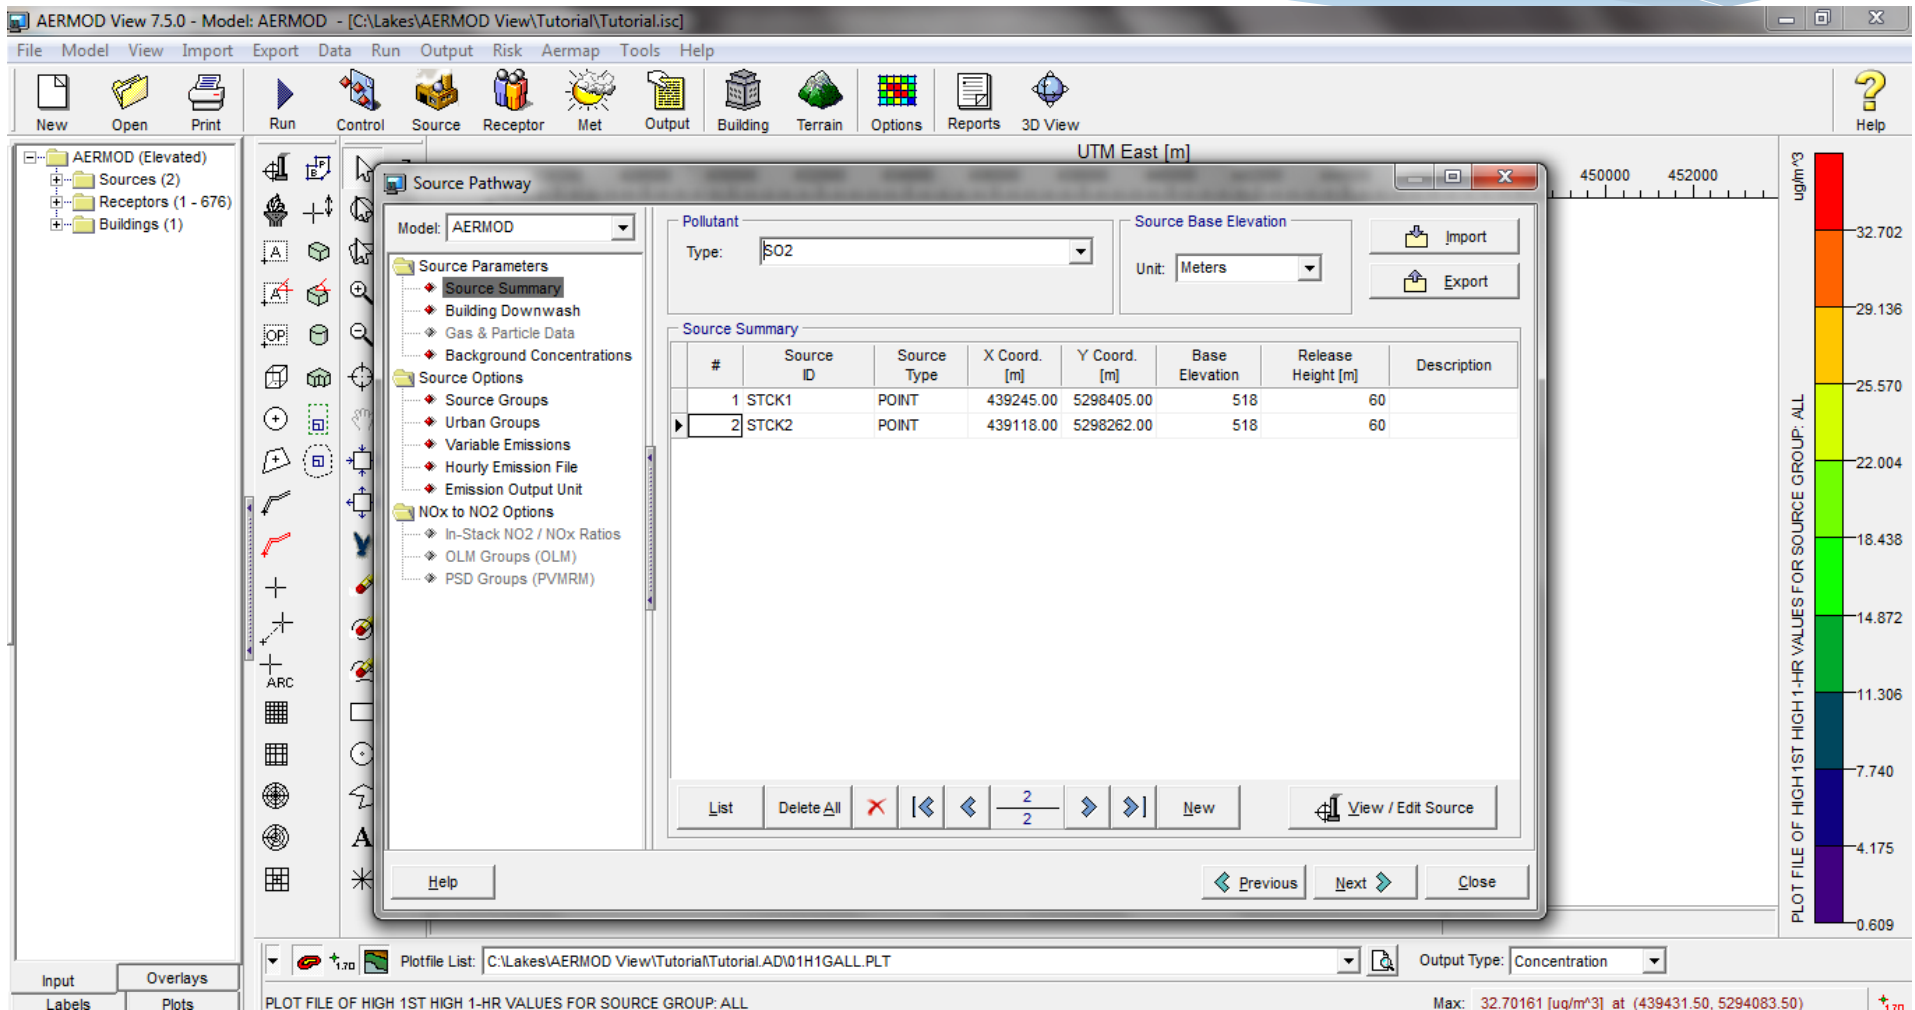 AERMOD View 7.5.0 - Model: AERMOD - [C:\Lakes\AERMOD View\Tutorial\Tutorial.isc]
File Model View Import Export Data Run Output Risk Aermap Tools Help
New Open Print Run Control Source Receptor Met Output Building Terrain Options Reports 3D View Help
AERMOD (Elevated)
Sources (2)
Receptors (1 - 676)
Buildings (1)
A
A
OP
ARC
A
UTM East [m]
450000 452000
Source Pathway
Model: AERMOD
Source Parameters
Source Summary
Building Downwash
Gas & Particle Data
Background Concentrations
Source Options
Source Groups
Urban Groups
Variable Emissions
Hourly Emission File
Emission Output Unit
NOx to NO2 Options
In-Stack NO2 / NOx Ratios
OLM Groups (OLM)
PSD Groups (PVMRM)
Pollutant
Type: SO2
Source Base Elevation
Unit: Meters
Import
Export
Source Summary
# Source ID Source Type X Coord. [m] Y Coord. [m] Base Elevation Release Height [m] Description
1 STCK1 POINT 439245.00 5298405.00 518 60
2 STCK2 POINT 439118.00 5298262.00 518 60
List Delete All 2 2 New View / Edit Source
Help Previous Next Close
ug/m^3
32.702
29.136
25.570
22.004
18.438
14.872
11.306
7.740
4.175
0.609
PLOT FILE OF HIGH 1ST HIGH 1-HR VALUES FOR SOURCE GROUP: ALL
Input Overlays
Labels Plots
1.70 Plotfile List: C:\Lakes\AERMOD View\Tutorial\Tutorial.AD\01H1GALL.PLT Output Type: Concentration
PLOT FILE OF HIGH 1ST HIGH 1-HR VALUES FOR SOURCE GROUP: ALL Max: 32.70161 [ug/m^3] at (439431.50, 5294083.50) 1.70